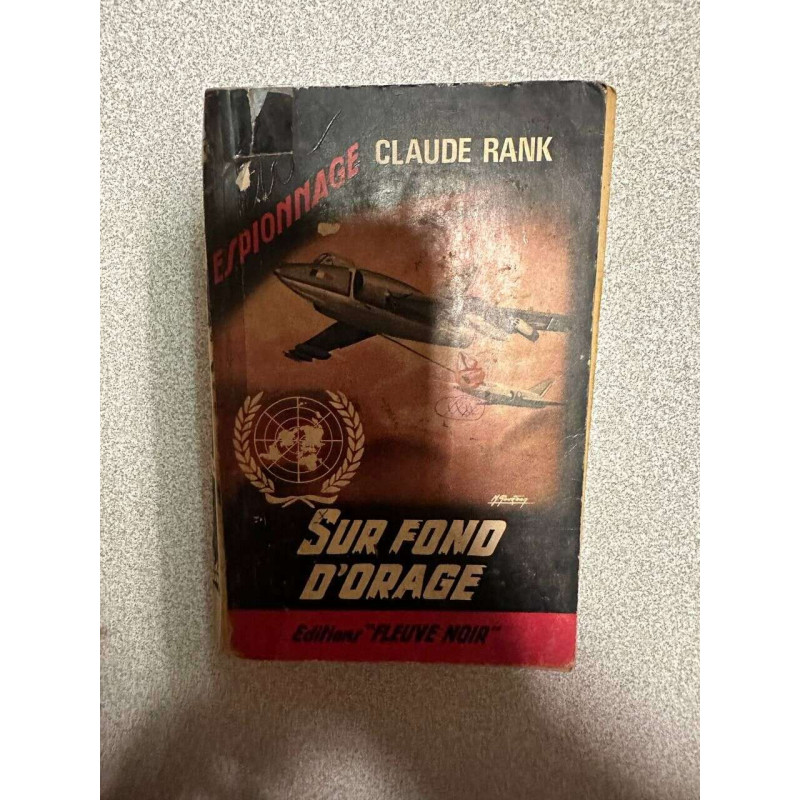 CLAUDE RANK
ESPIONNAGE
SUR FOND
D'ORAGE
Editions "FLEUVE NOIR"